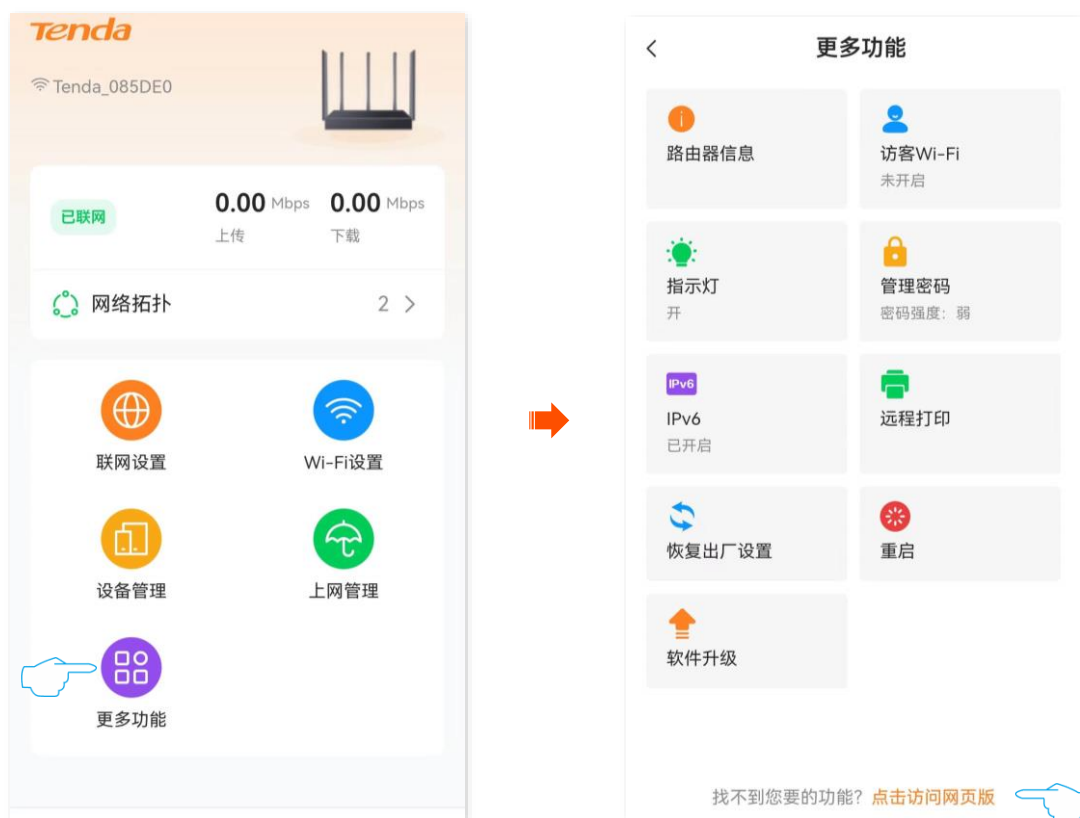 Tenda
Tenda_085DE0
已联网
0.00 Mbps
上传
0.00 Mbps
下载
网络拓扑
2
联网设置
Wi-Fi设置
设备管理
上网管理
更多功能
更多功能
路由器信息
访客Wi-Fi
未开启
指示灯
开
管理密码
密码强度：弱
IPv6
IPv6
已开启
远程打印
恢复出厂设置
重启
软件升级
找不到您要的功能？点击访问网页版